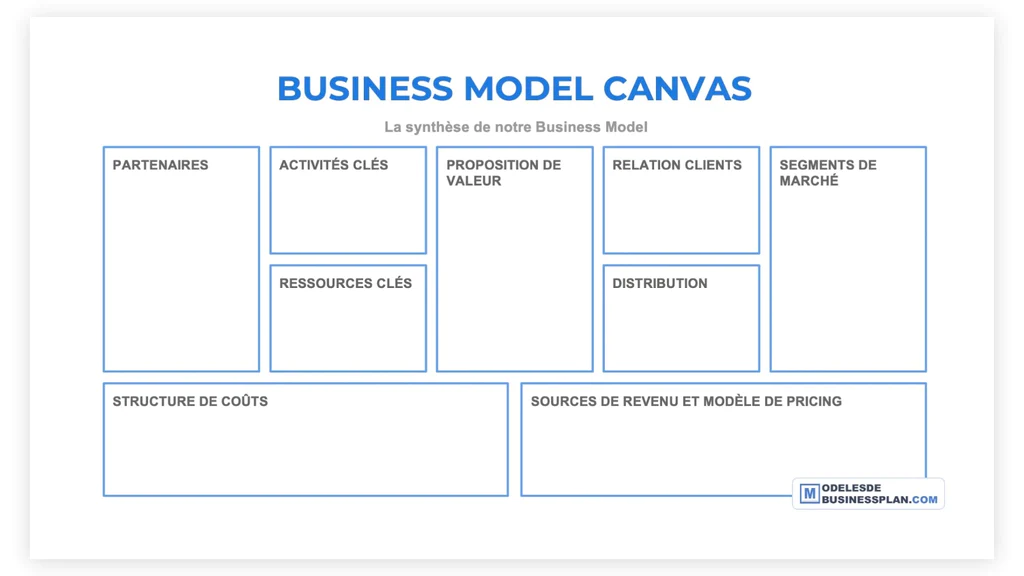 BUSINESS MODEL CANVAS
La synthèse de notre Business Model
PARTENAIRES
ACTIVITÉS CLÉS
RESSOURCES CLÉS
PROPOSITION DE
VALEUR
RELATION CLIENTS
DISTRIBUTION
SEGMENTS DE
MARCHÉ
STRUCTURE DE COÛTS
SOURCES DE REVENU ET MODÈLE DE PRICING
MODELESDE
BUSINESSPLAN.COM